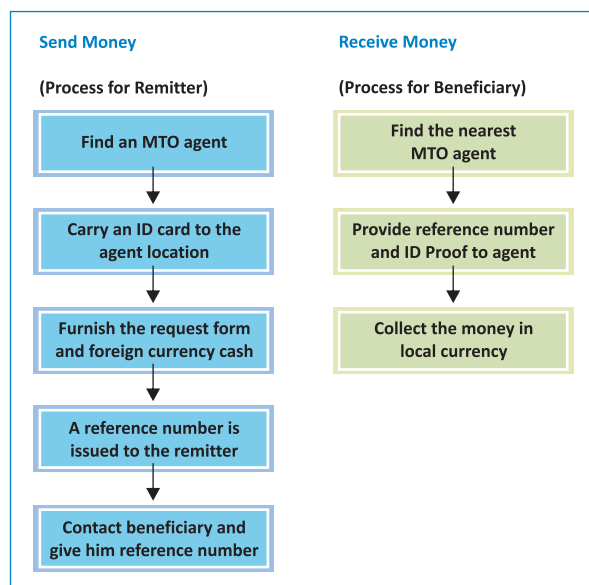 Send Money
(Process for Remitter)
Find an MTO agent
Carry an ID card to the
agent location
Furnish the request form
and foreign currency cash
A reference number is
issued to the remitter
Contact beneficiary and
give him reference number
Receive Money
(Process for Beneficiary)
Find the nearest
MTO agent
Provide reference number
and ID Proof to agent
Collect the money in
local currency